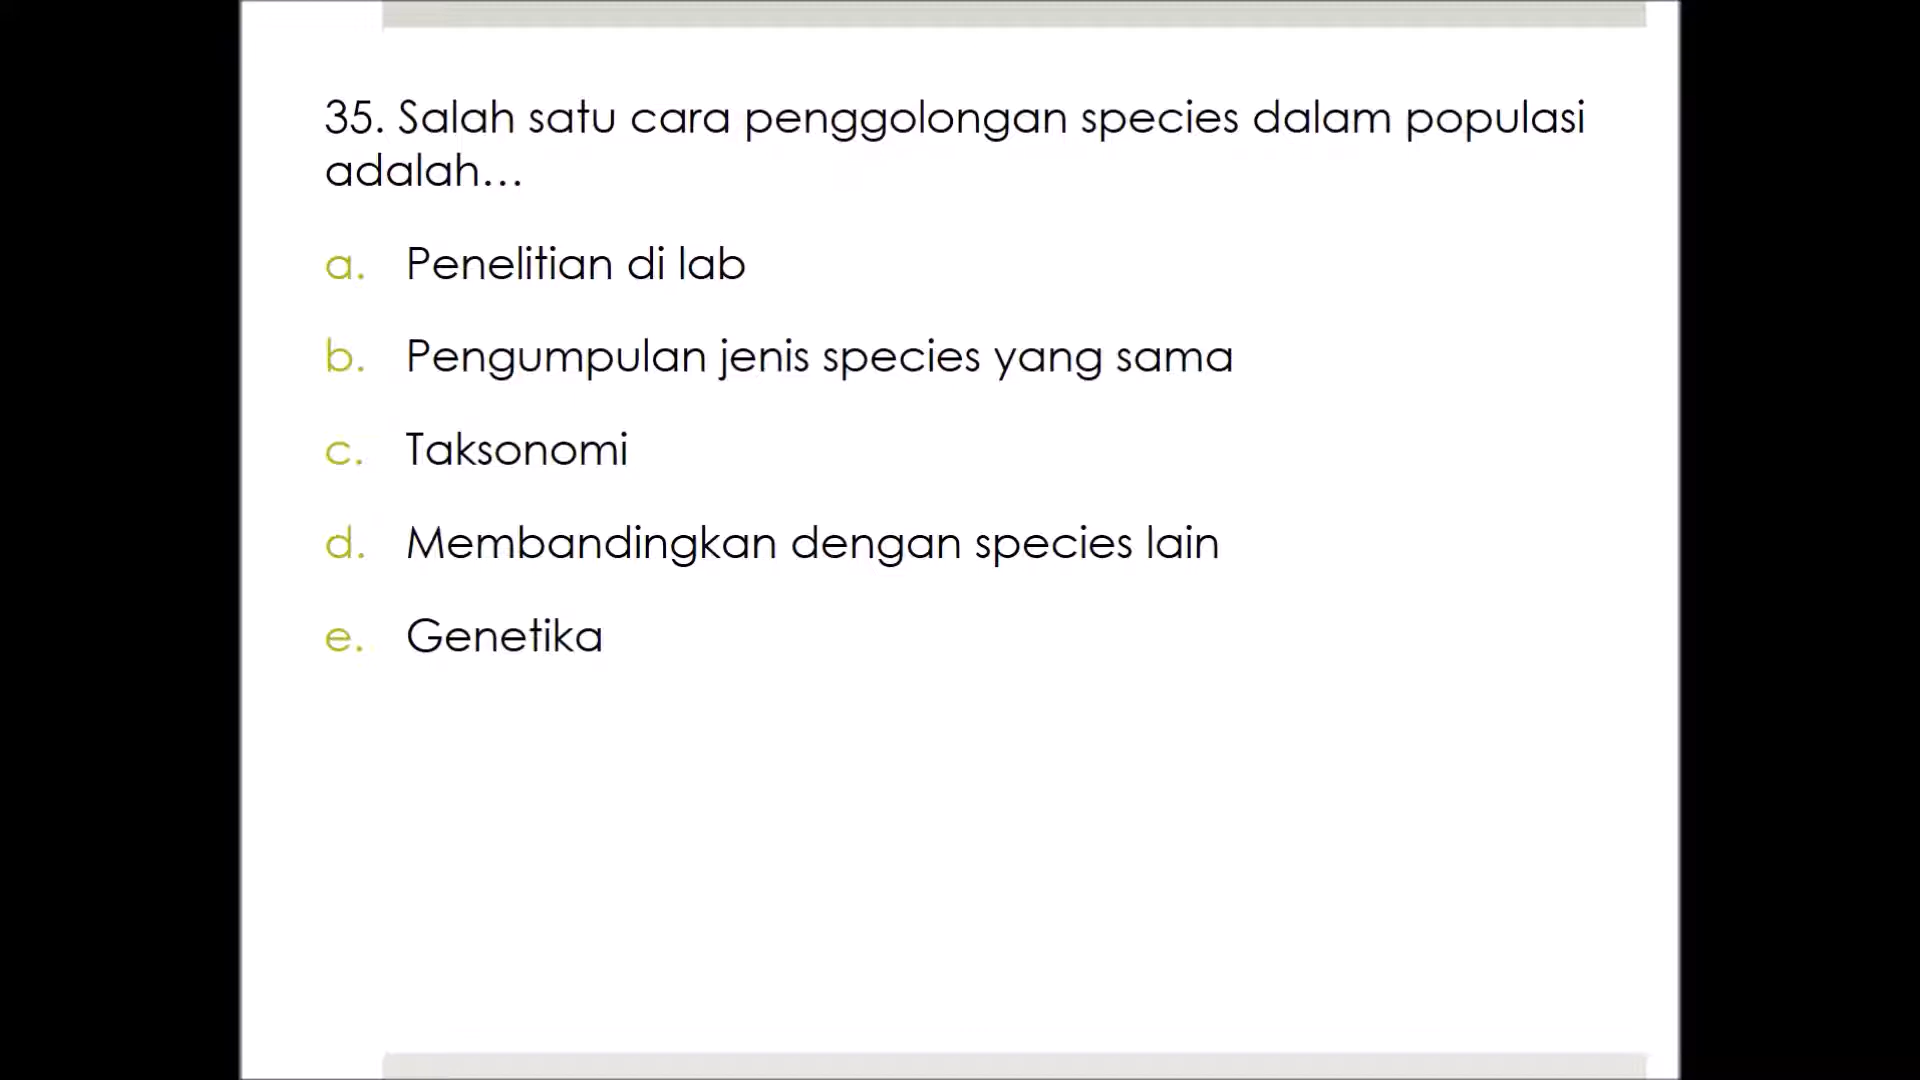 35. Salah satu cara penggolongan species dalam populasi
adalah...
a. Penelitian di lab
b. Pengumpulan jenis species yang sama
c. Taksonomi
d. Membandingkan dengan species lain
e. Genetika